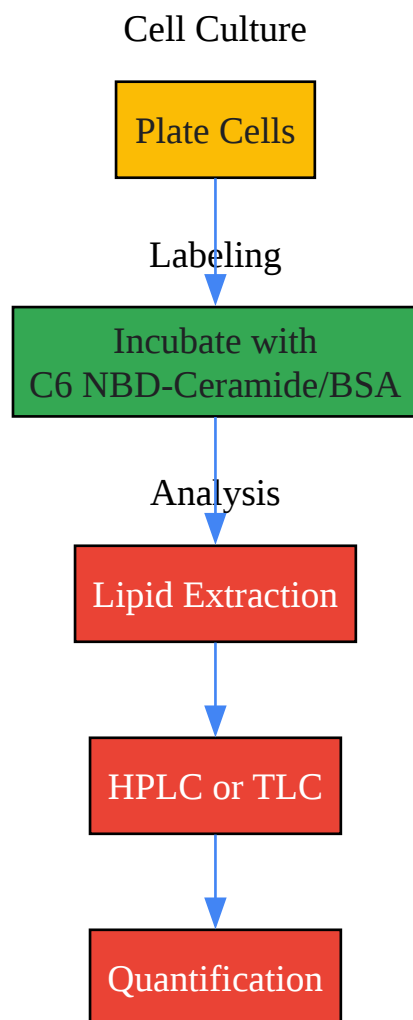 Cell Culture
Plate Cells
Labeling
Incubate with
C6 NBD-Ceramide/BSA
Analysis
Lipid Extraction
HPLC or TLC
Quantification